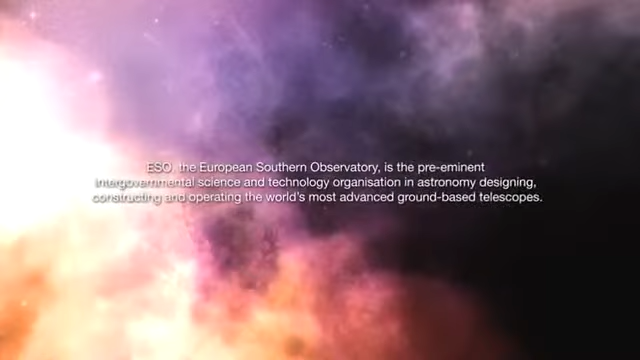 ESO, the European Southern Observatory, is the pre-eminent
intergovernmental science and technology organisation in astronomy designing,
constructing and operating the world's most advanced ground-based telescopes.